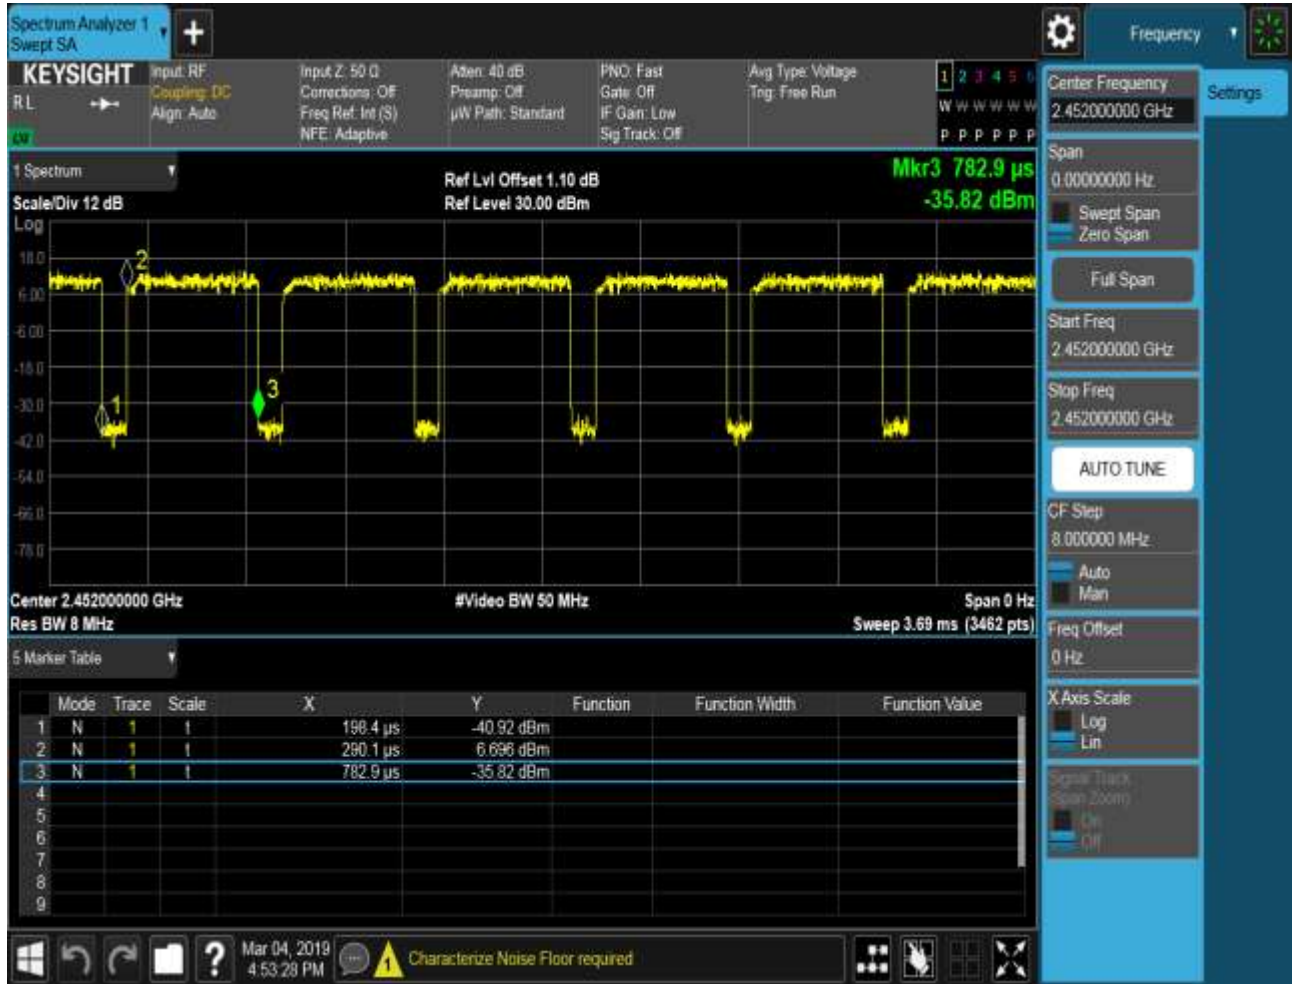 Spectrum Analyzer 1
Swept SA
+
Frequency
KEYSIGHT
R L
Input: RF
Coupling: DC
Align: Auto
Input Z: 50 Ω
Corrections: Off
Freq Ref: Int (S)
NFE: Adaptive
Atten: 40 dB
Preamp: Off
µW Path: Standard
PNO: Fast
Gate: Off
IF Gain: Low
Sig Track: Off
Avg Type: Voltage
Trig: Free Run
1 2 3 4 5 6
W W W W W W
P P P P P P
1 Spectrum
Scale/Div 12 dB
Ref Lvl Offset 1.10 dB
Ref Level 30.00 dBm
Mkr3 782.9 µs
-35.82 dBm
Log
18.0
6.00
-6.00
-18.0
-30.0
-42.0
-54.0
-66.0
-78.0
1
2
3
Center 2.452000000 GHz
#Video BW 50 MHz
Span 0 Hz
Res BW 8 MHz
Sweep 3.69 ms (3462 pts)
5 Marker Table
Mode Trace Scale X Y Function Function Width Function Value
1 N 1 t 198.4 µs -40.92 dBm
2 N 1 t 290.1 µs 6.696 dBm
3 N 1 t 782.9 µs -35.82 dBm
4
5
6
7
8
9
Center Frequency
2.452000000 GHz
Settings
Span
0.00000000 Hz
Swept Span
Zero Span
Full Span
Start Freq
2.452000000 GHz
Stop Freq
2.452000000 GHz
AUTO TUNE
CF Step
8.000000 MHz
Auto
Man
Freq Offset
0 Hz
X Axis Scale
Log
Lin
Signal Track
(Span Zoom)
On
Off
?
Mar 04, 2019
4:53:28 PM
1
Characterize Noise Floor required